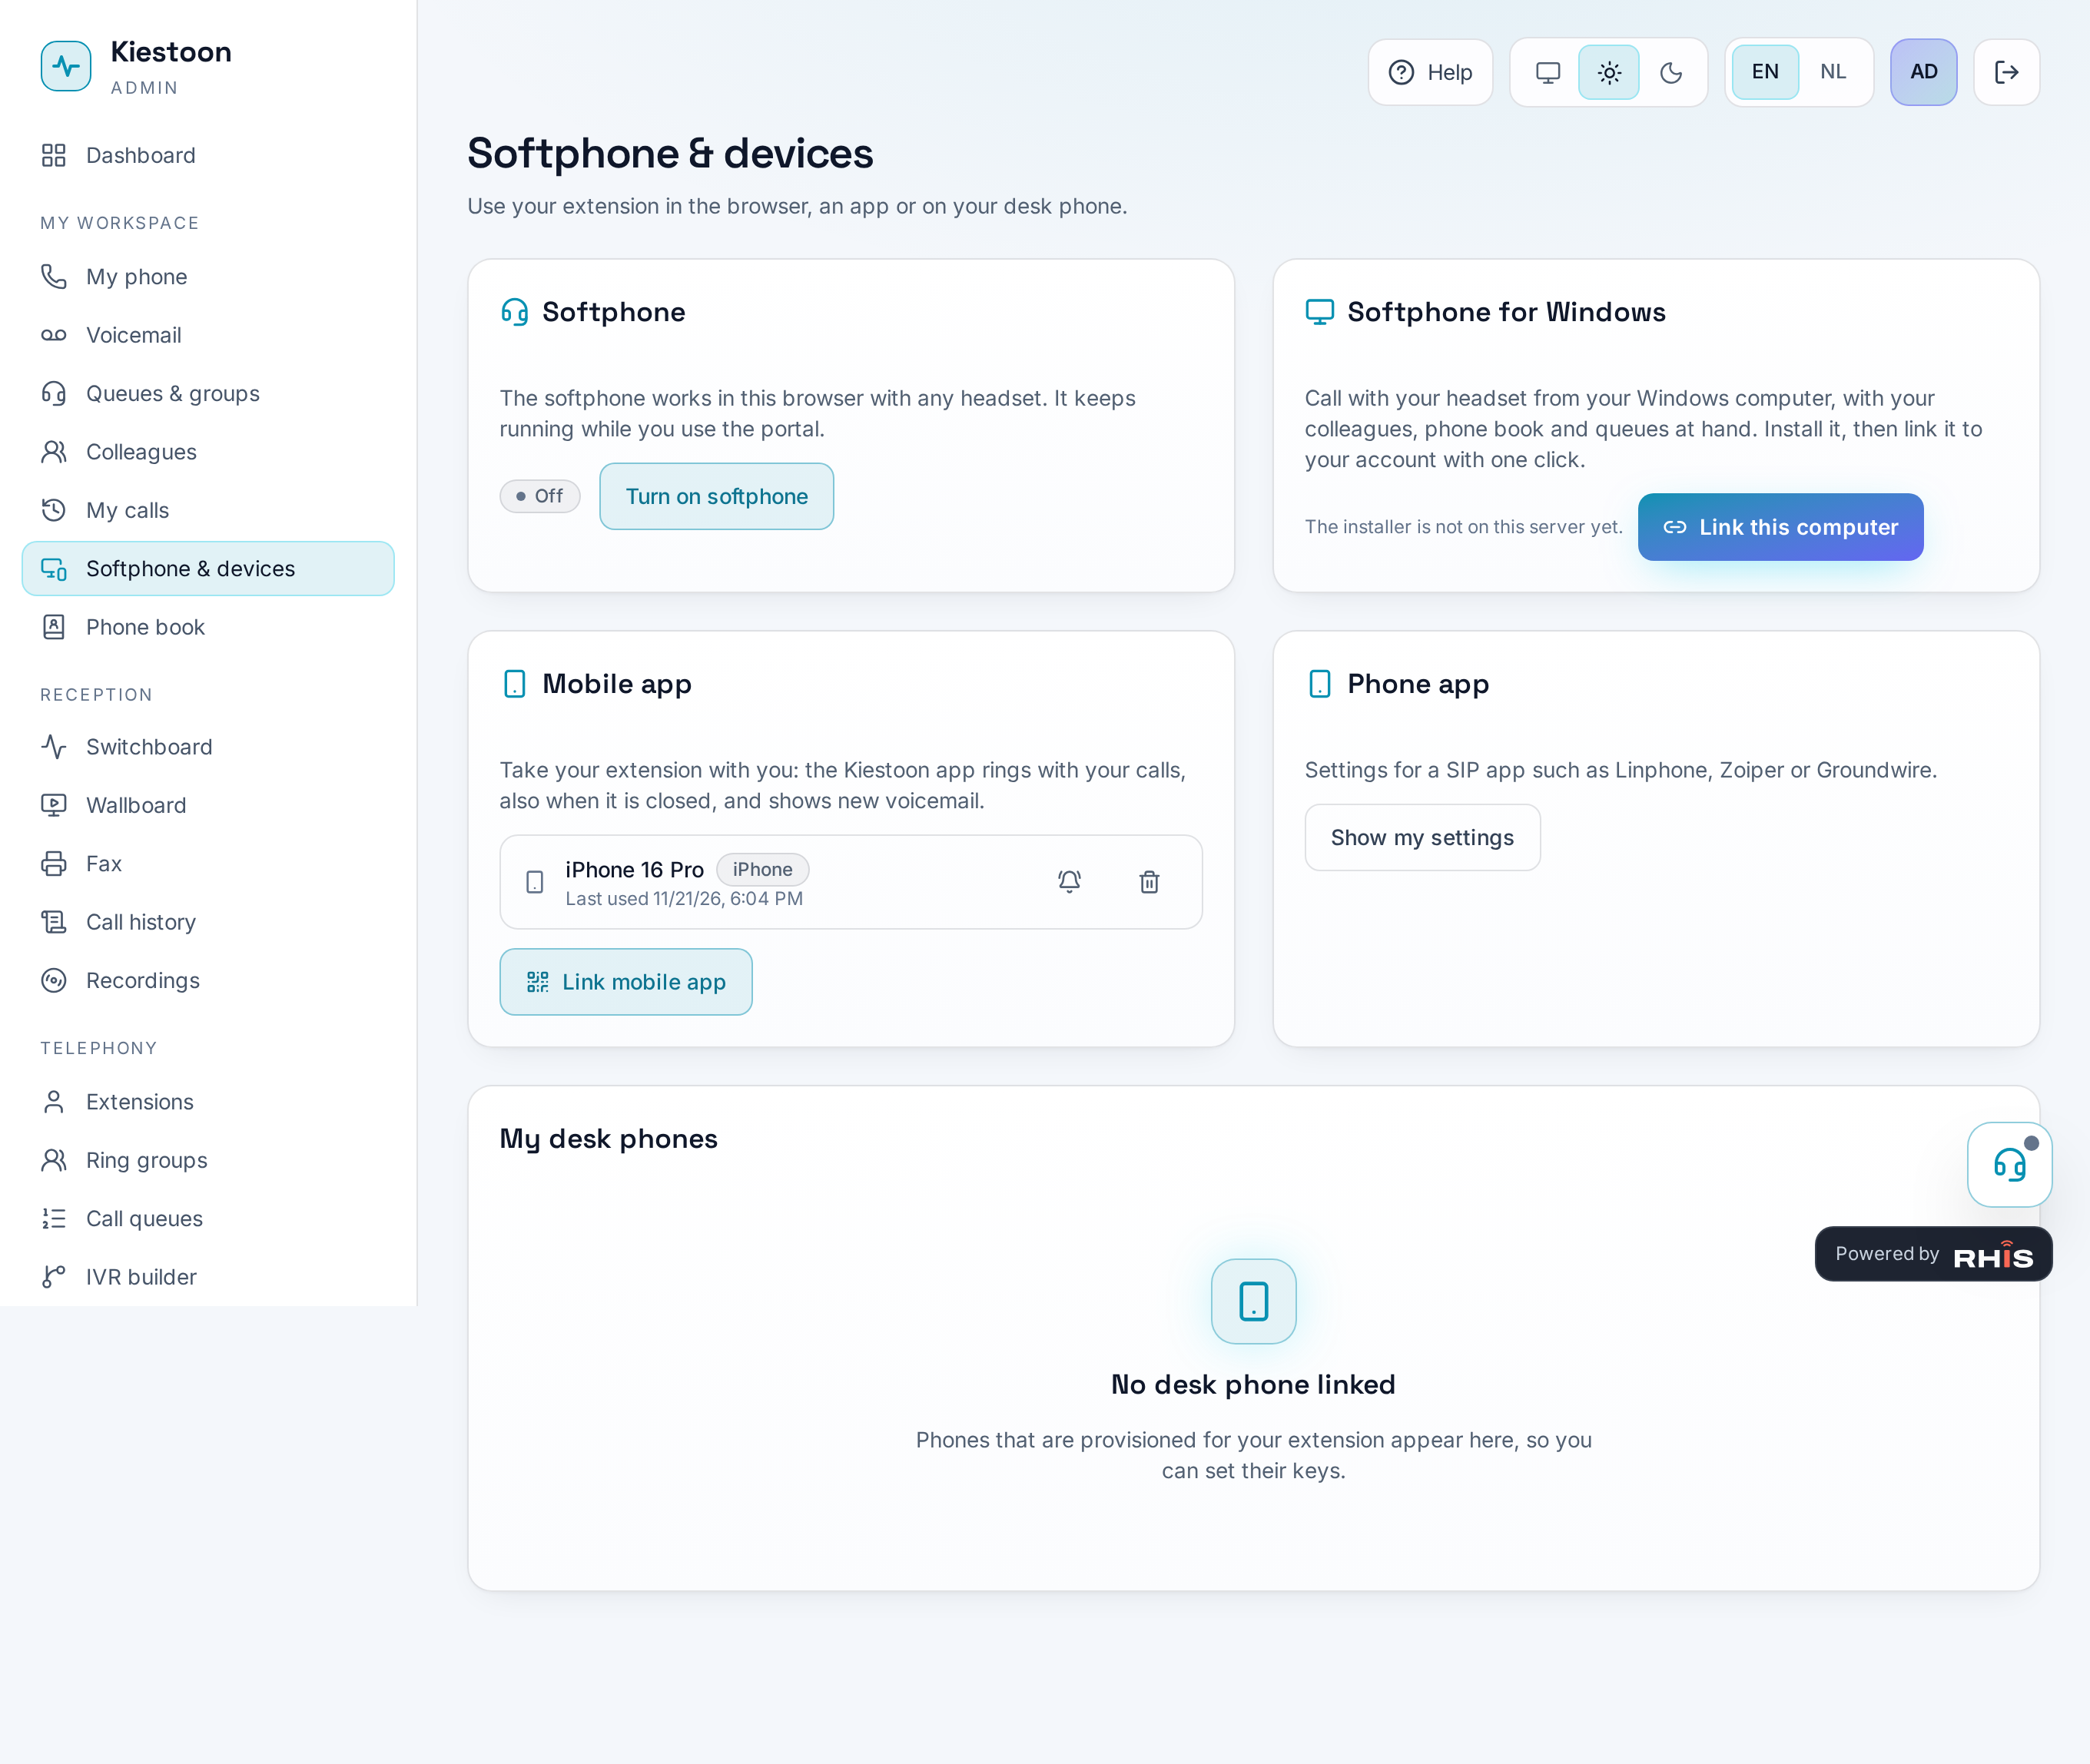 Kiestoon
ADMIN
Dashboard
MY WORKSPACE
My phone
Voicemail
Queues & groups
Colleagues
My calls
Softphone & devices
Phone book
RECEPTION
Switchboard
Wallboard
Fax
Call history
Recordings
TELEPHONY
Extensions
Ring groups
Call queues
IVR builder
Help
EN NL
AD
Softphone & devices
Use your extension in the browser, an app or on your desk phone.
Softphone
The softphone works in this browser with any headset. It keeps
running while you use the portal.
Off
Turn on softphone
Softphone for Windows
Call with your headset from your Windows computer, with your
colleagues, phone book and queues at hand. Install it, then link it to
your account with one click.
The installer is not on this server yet.
Link this computer
Mobile app
Take your extension with you: the Kiestoon app rings with your calls,
also when it is closed, and shows new voicemail.
iPhone 16 Pro iPhone
Last used 11/21/26, 6:04 PM
Link mobile app
Phone app
Settings for a SIP app such as Linphone, Zoiper or Groundwire.
Show my settings
My desk phones
No desk phone linked
Phones that are provisioned for your extension appear here, so you
can set their keys.
Powered by RHiS